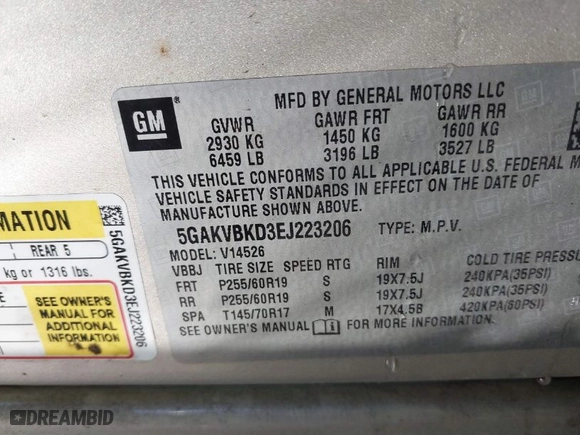 MFD BY GENERAL MOTORS LLC
GM
GVWR GAWR FRT GAWR RR
2930 KG 1450 KG 1600 KG
6459 LB 3196 LB 3527 LB
THIS VEHICLE CONFORMS TO ALL APPLICABLE U.S. FEDERAL M
VEHICLE SAFETY STANDARDS IN EFFECT ON THE DATE OF
MANUFACTURE SHOWN ABOVE.
5GAKVBKD3EJ223206 TYPE: M.P.V.
MODEL: V14526
VBBJ TIRE SIZE SPEED RTG RIM COLD TIRE PRESSU
FRT P255/60R19 S 19X7.5J 240KPA(35PSI)
RR P255/60R19 S 19X7.5J 240KPA(35PSI)
SPA T145/70R17 M 17X4.5B 420KPA(60PSI)
SEE OWNER'S MANUAL FOR MORE INFORMATION.
RMATION
REAR 5
kg or 1316 lbs.
SEE OWNER'S
MANUAL FOR
ADDITIONAL
INFORMATION
5GAKVBKD3EJ223206
© DREAMBID